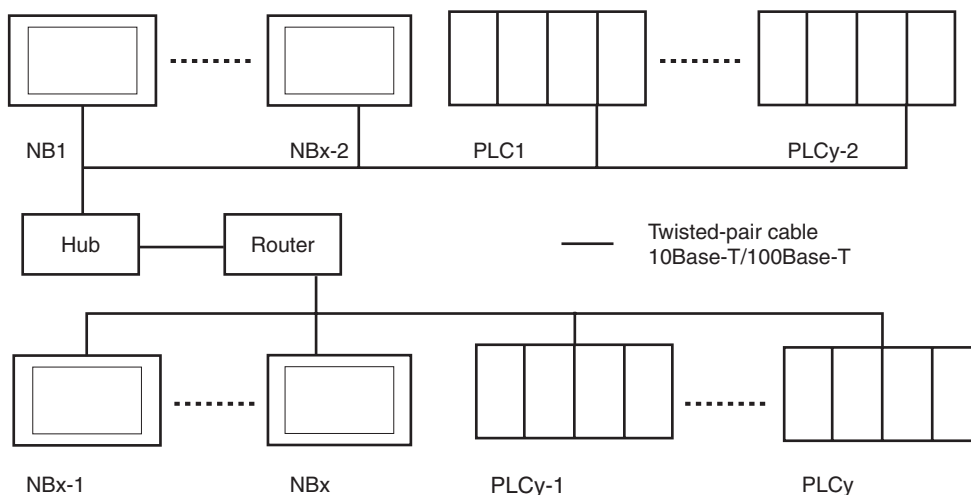 NB1
NBx-2
PLC1
PLCy-2
Hub
Router
Twisted-pair cable
10Base-T/100Base-T
NBx-1
NBx
PLCy-1
PLCy